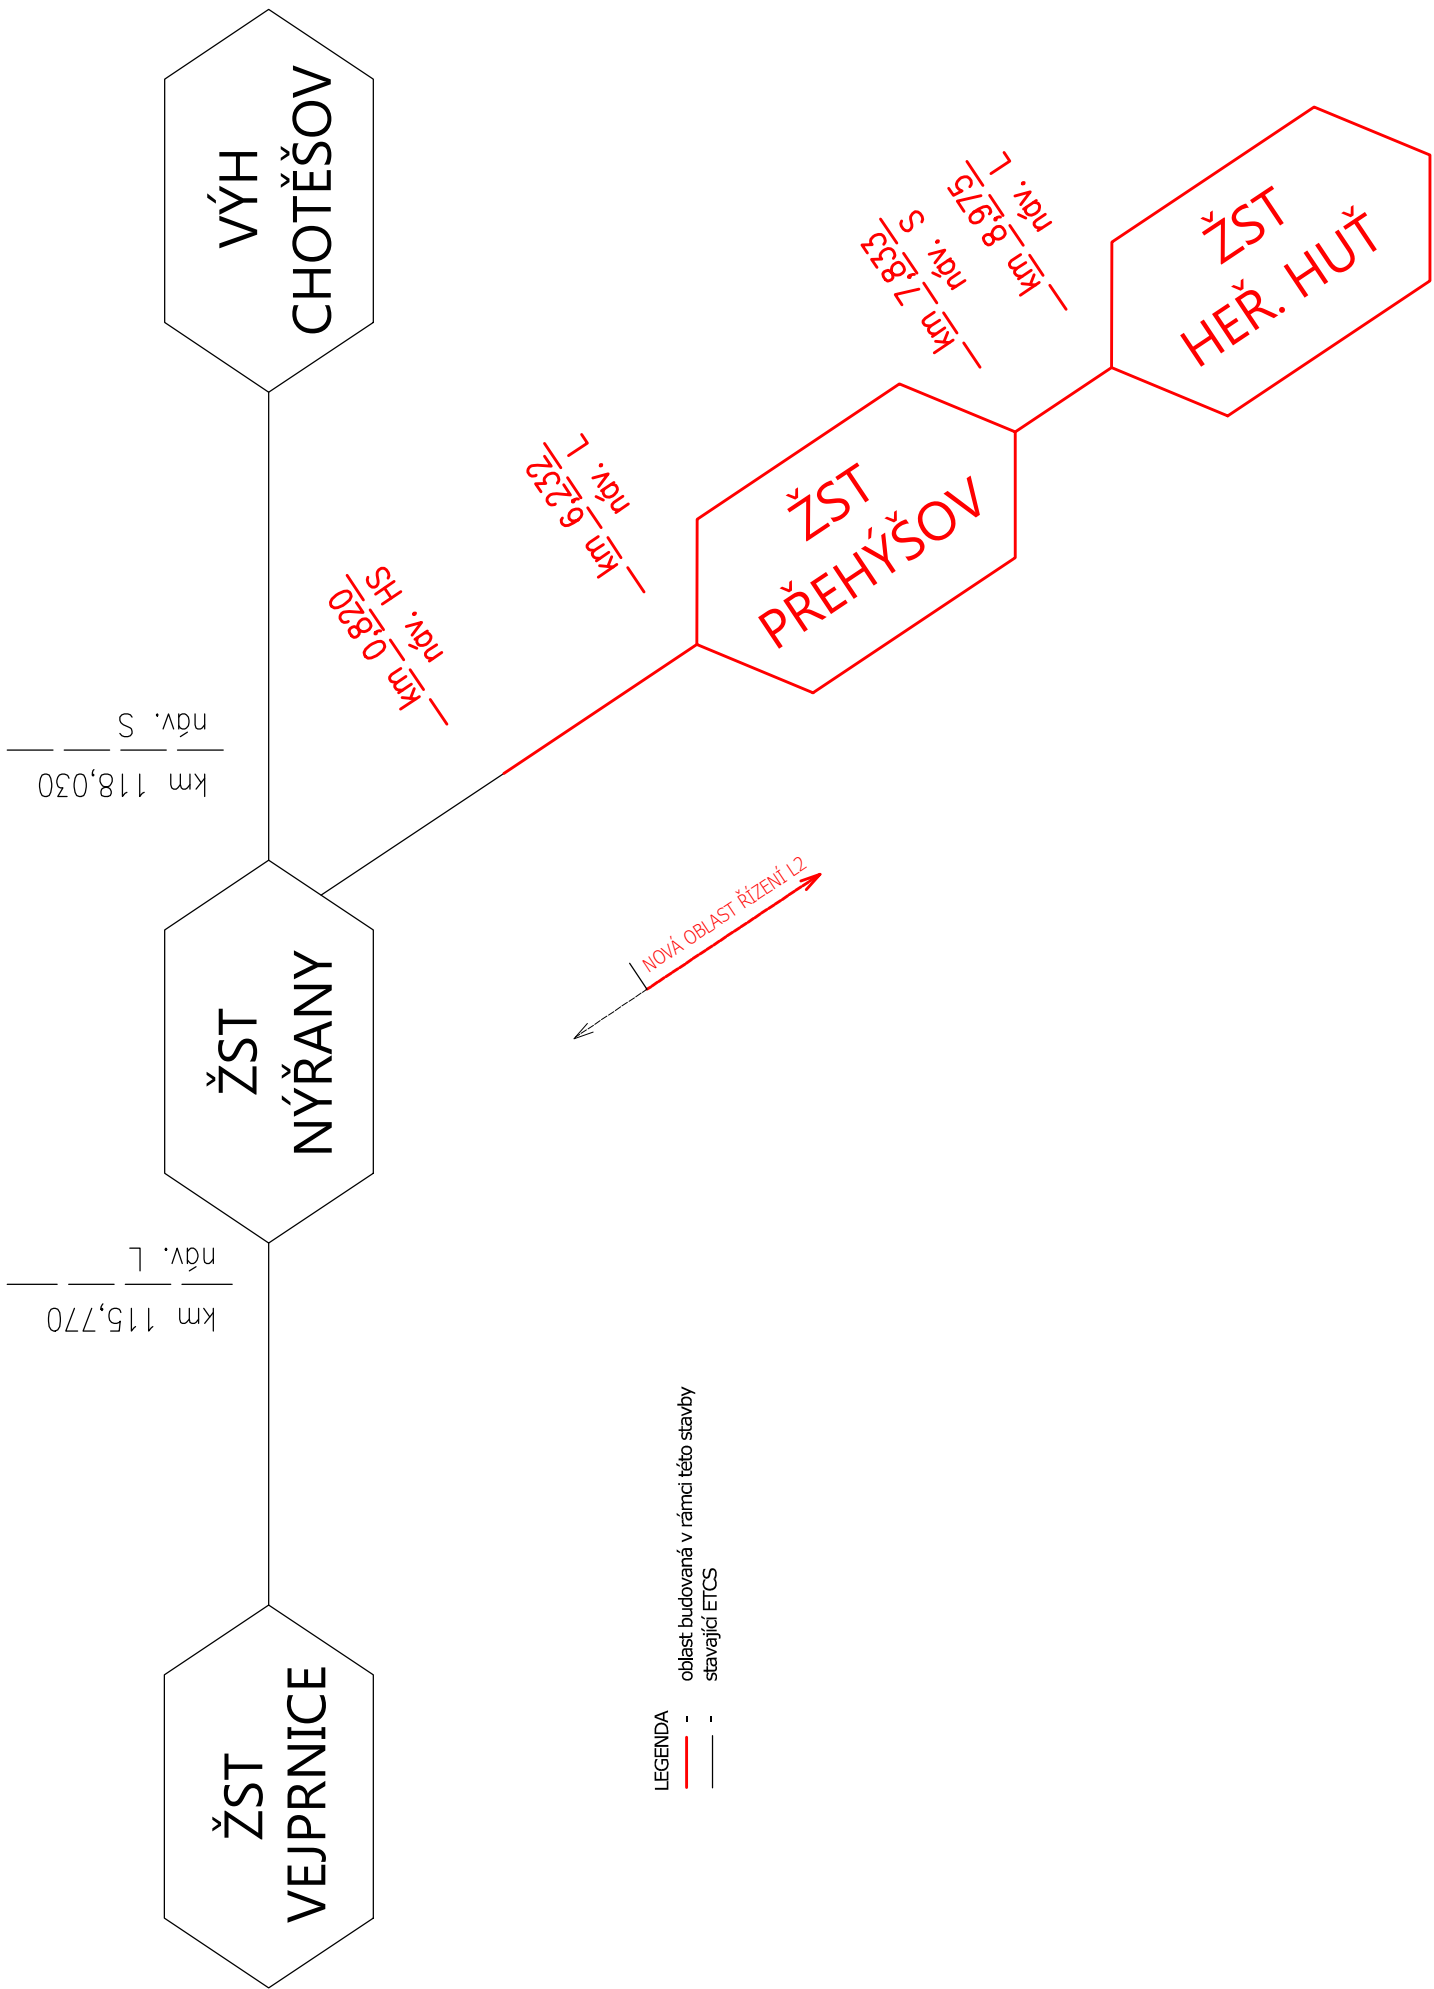 ŽST
VEJPRNICE
km 115,770
náv. L
ŽST
NÝŘANY
km 118,030
náv. S
VÝH
CHOTĚŠOV
km 0,820
náv. HS
km 6,232
náv. L
ŽST
PŘEHÝŠOV
km 7,833
náv. S
km 8,975
náv. L
ŽST
HEŘ. HUŤ
NOVÁ OBLAST ŘÍZENÍ L2
LEGENDA
- oblast budovaná v rámci této stavby
- stavající ETCS